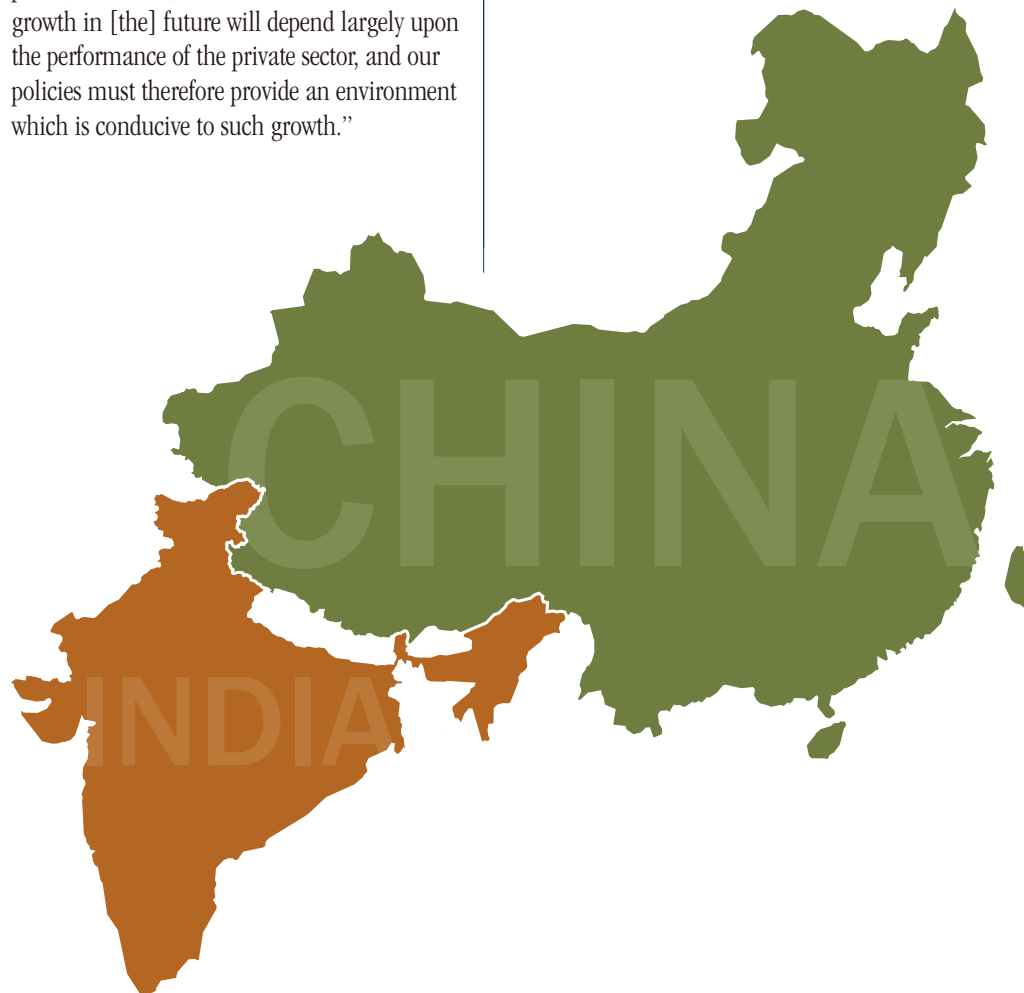 growth in [the] future will depend largely upon
the performance of the private sector, and our
policies must therefore provide an environment
which is conducive to such growth.”
CHINA
INDIA